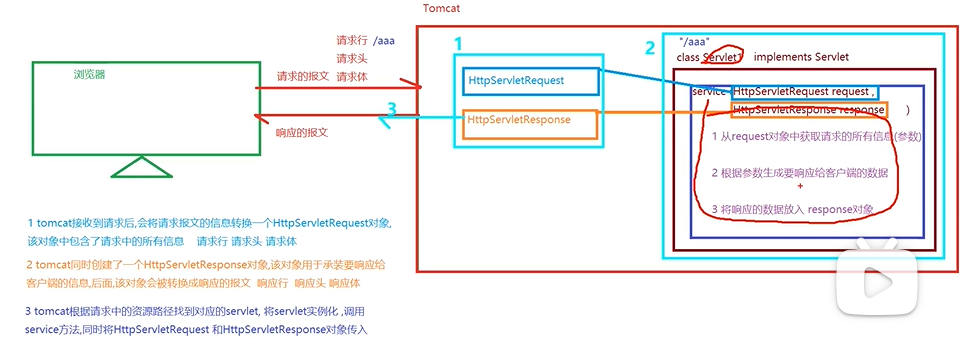 Tomcat
浏览器
请求行 /aaa
请求头
请求的报文 请求体
3
响应的报文
1
HttpServletRequest
HttpServletResponse
2
"/aaa"
class Servlet1 implements Servlet
service (HttpServletRequest request ,
HttpServletResponse response )
1 从request对象中获取请求的所有信息(参数)
2 根据参数生成要响应给客户端的数据
+
3 将响应的数据放入 response对象
1 tomcat接收到请求后,会将请求报文的信息转换一个HttpServletRequest对象,
该对象中包含了请求中的所有信息 请求行 请求头 请求体
2 tomcat同时创建了一个HttpServletResponse对象,该对象用于承装要响应给
客户端的信息,后面,该对象会被转换成响应的报文 响应行 响应头 响应体
3 tomcat根据请求中的资源路径找到对应的servlet, 将servlet实例化 ,调用
service方法,同时将HttpServletRequest 和HttpServletResponse对象传入